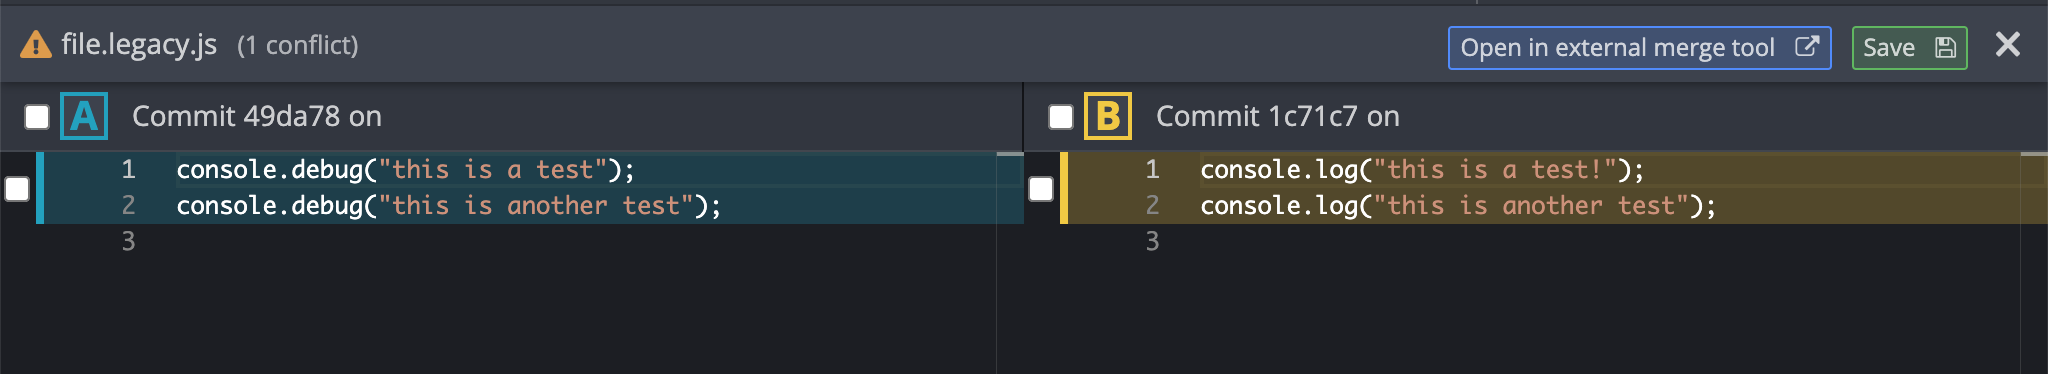 file.legacy.js (1 conflict)
Open in external merge tool
Save
A Commit 49da78 on
1 console.debug("this is a test");
2 console.debug("this is another test");
3
B Commit 1c71c7 on
1 console.log("this is a test!");
2 console.log("this is another test");
3